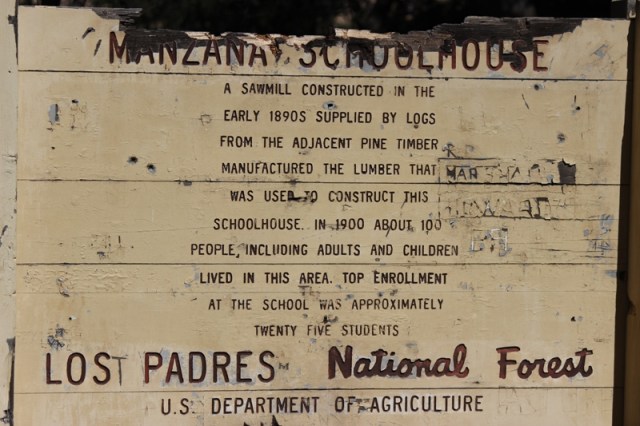 MANZANA SCHOOLHOUSE
A SAWMILL CONSTRUCTED IN THE
EARLY 1890S SUPPLIED BY LOGS
FROM THE ADJACENT PINE TIMBER
MANUFACTURED THE LUMBER THAT
WAS USED TO CONSTRUCT THIS
SCHOOLHOUSE. IN 1900 ABOUT 100
PEOPLE, INCLUDING ADULTS AND CHILDREN
LIVED IN THIS AREA. TOP ENROLLMENT
AT THE SCHOOL WAS APPROXIMATELY
TWENTY FIVE STUDENTS
LOST PADRES National Forest
U.S. DEPARTMENT OF AGRICULTURE